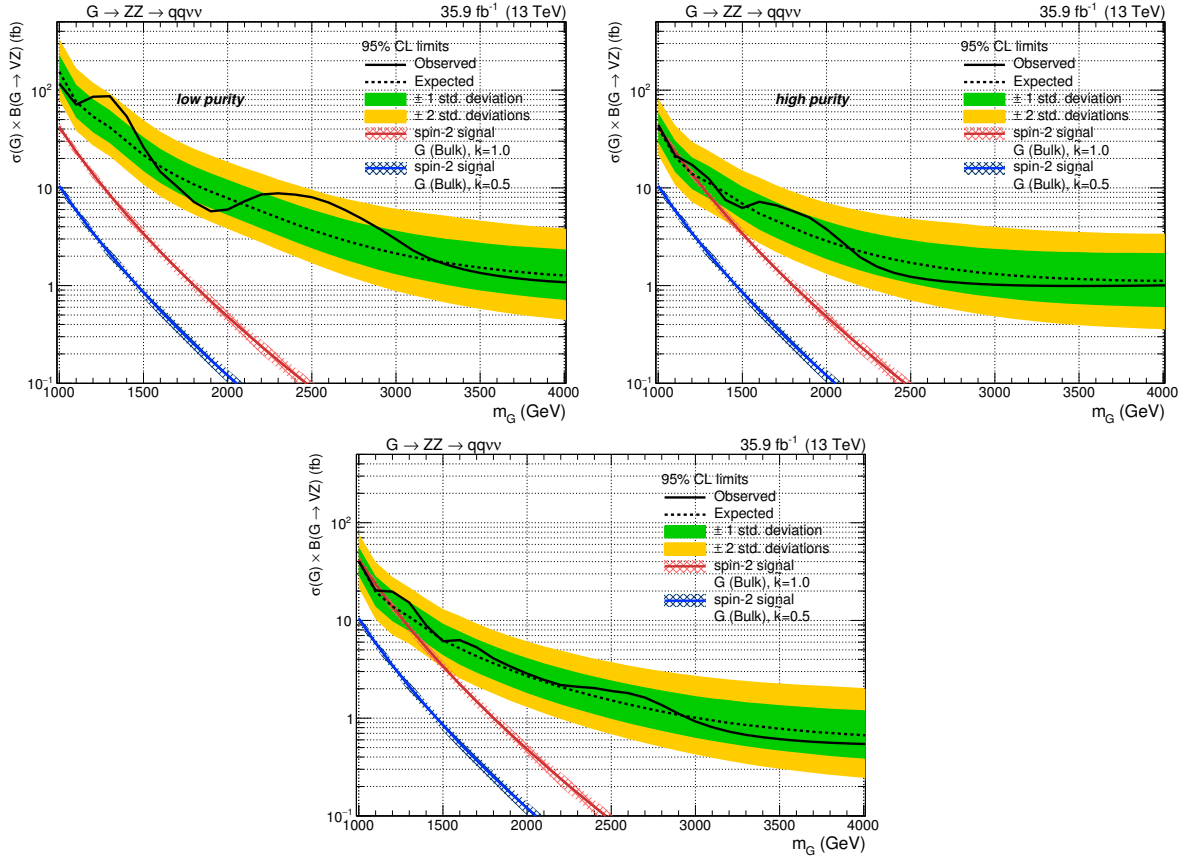 G → ZZ → qqνν 35.9 fb⁻¹ (13 TeV)
σ(G) × B(G → VZ) (fb)
95% CL limits
Observed
Expected
low purity
± 1 std. deviation
± 2 std. deviations
spin-2 signal
G (Bulk), k̃=1.0
spin-2 signal
G (Bulk), k̃=0.5
10²
10
1
10⁻¹
1000 1500 2000 2500 3000 3500 4000
m_G (GeV)
G → ZZ → qqνν 35.9 fb⁻¹ (13 TeV)
σ(G) × B(G → VZ) (fb)
95% CL limits
Observed
Expected
high purity
± 1 std. deviation
± 2 std. deviations
spin-2 signal
G (Bulk), k̃=1.0
spin-2 signal
G (Bulk), k̃=0.5
10²
10
1
10⁻¹
1000 1500 2000 2500 3000 3500 4000
m_G (GeV)
G → ZZ → qqνν 35.9 fb⁻¹ (13 TeV)
σ(G) × B(G → VZ) (fb)
95% CL limits
Observed
Expected
± 1 std. deviation
± 2 std. deviations
spin-2 signal
G (Bulk), k̃=1.0
spin-2 signal
G (Bulk), k̃=0.5
10²
10
1
10⁻¹
1000 1500 2000 2500 3000 3500 4000
m_G (GeV)